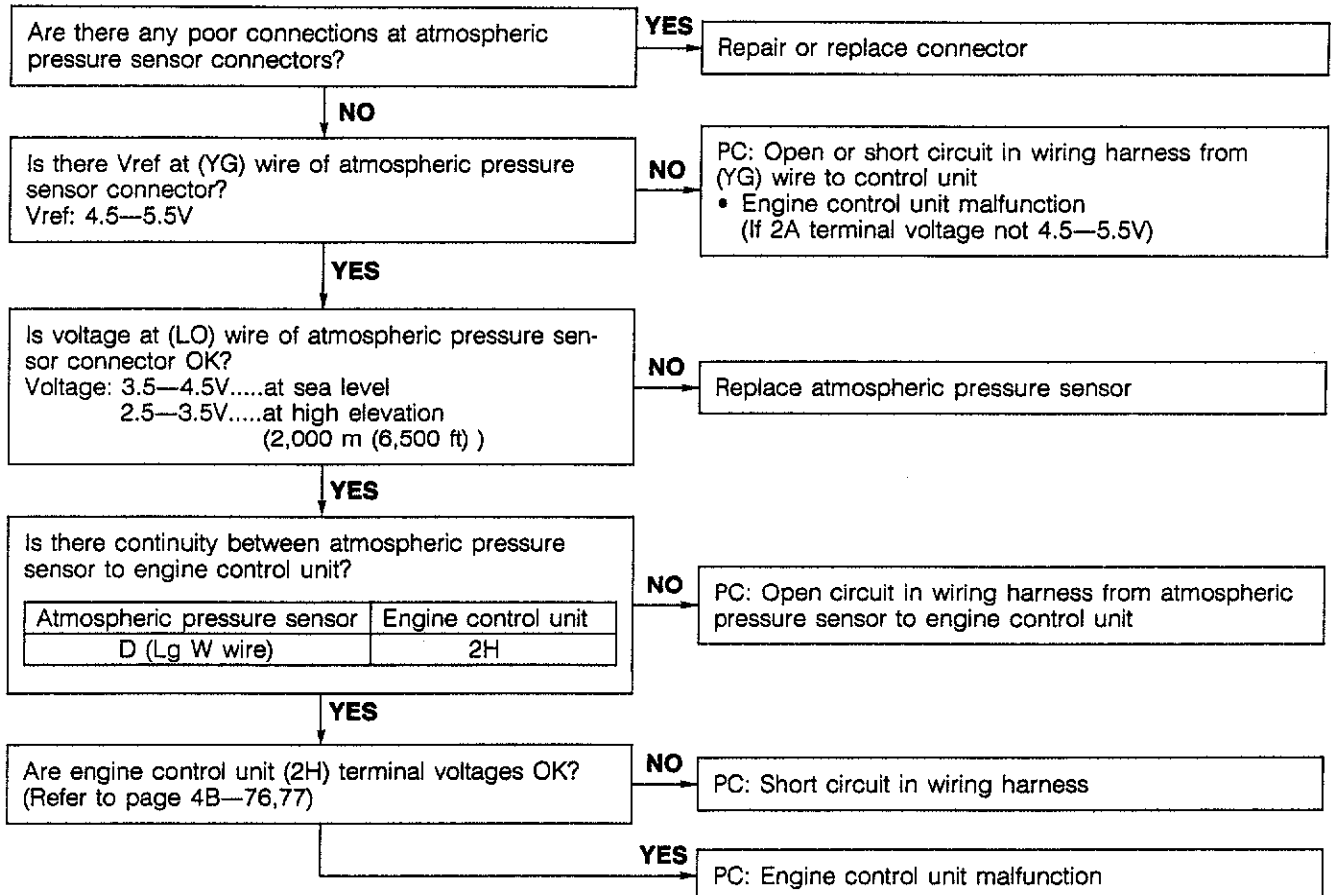 Are there any poor connections at atmospheric
pressure sensor connectors?
YES
Repair or replace connector
NO
Is there Vref at (YG) wire of atmospheric pressure
sensor connector?
Vref: 4.5—5.5V
NO
PC: Open or short circuit in wiring harness from
(YG) wire to control unit
• Engine control unit malfunction
(If 2A terminal voltage not 4.5—5.5V)
YES
Is voltage at (LO) wire of atmospheric pressure sen-
sor connector OK?
Voltage: 3.5—4.5V.....at sea level
2.5—3.5V.....at high elevation
(2,000 m (6,500 ft) )
NO
Replace atmospheric pressure sensor
YES
Is there continuity between atmospheric pressure
sensor to engine control unit?
Atmospheric pressure sensor Engine control unit
D (Lg W wire) 2H
NO
PC: Open circuit in wiring harness from atmospheric
pressure sensor to engine control unit
YES
Are engine control unit (2H) terminal voltages OK?
(Refer to page 4B—76,77)
NO
PC: Short circuit in wiring harness
YES
PC: Engine control unit malfunction